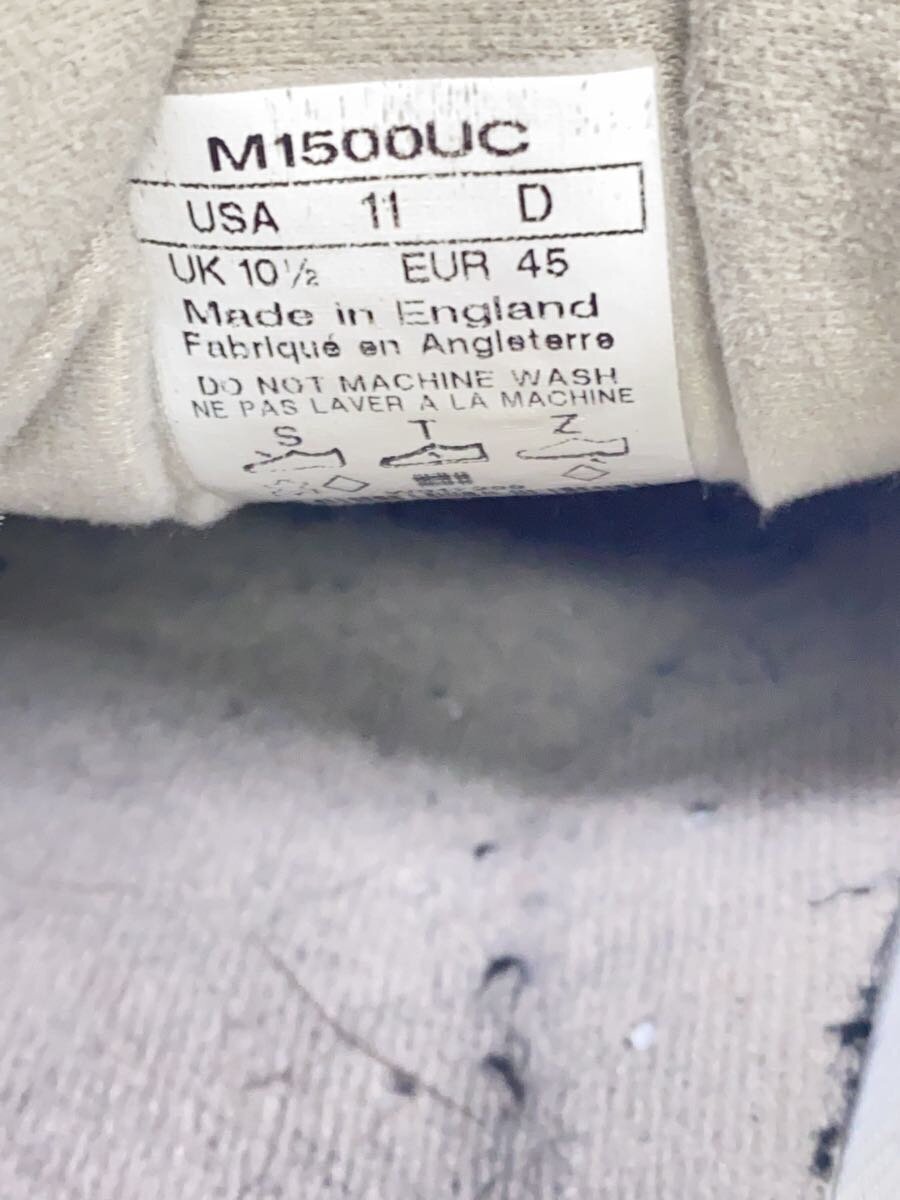 M1500UC
USA 11 D
UK 10½ EUR 45
Made in England
Fabriqué en Angleterre
DO NOT MACHINE WASH
NE PAS LAVER A LA MACHINE
S T Z